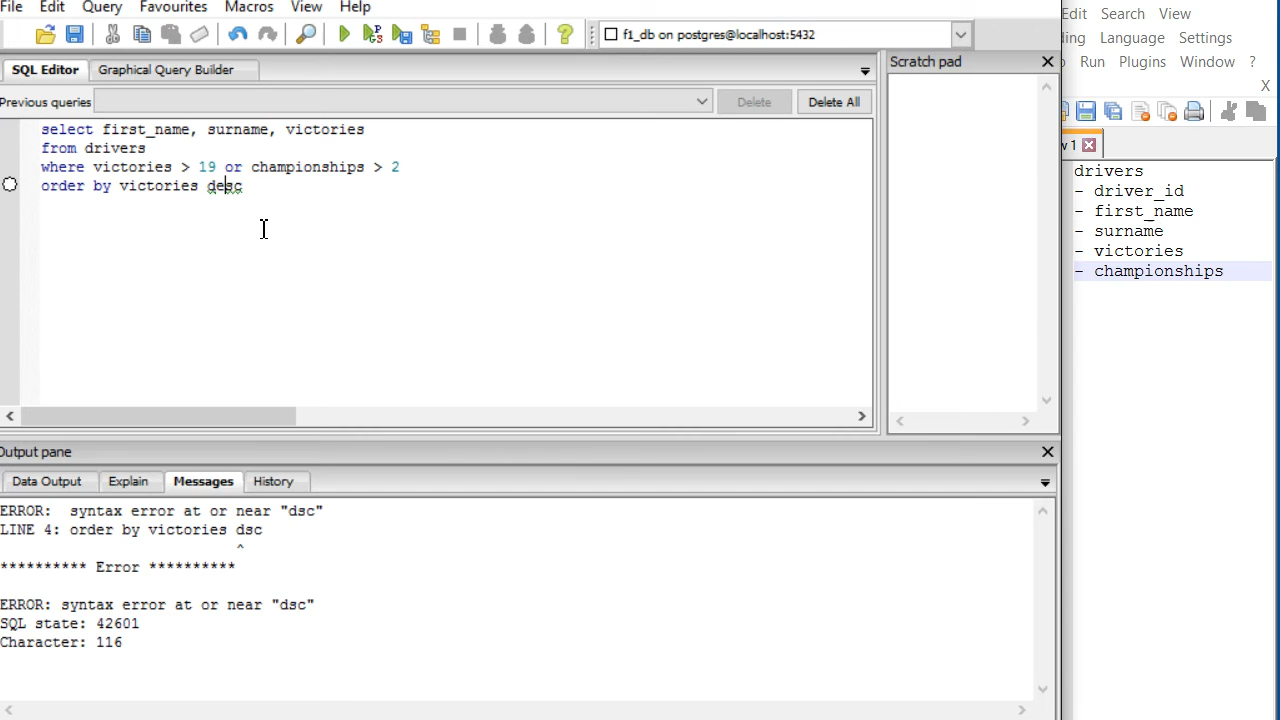 File Edit Query Favourites Macros View Help
Edit Search View
Language Settings
Run Plugins Window ?
X
f1_db on postgres@localhost:5432
SQL Editor Graphical Query Builder
Scratch pad
Previous queries Delete Delete All
select first_name, surname, victories
from drivers
where victories > 19 or championships > 2
order by victories desc
drivers
- driver_id
- first_name
- surname
- victories
- championships
Output pane
Data Output Explain Messages History
ERROR: syntax error at or near "dsc"
LINE 4: order by victories dsc
^
********** Error **********
ERROR: syntax error at or near "dsc"
SQL state: 42601
Character: 116